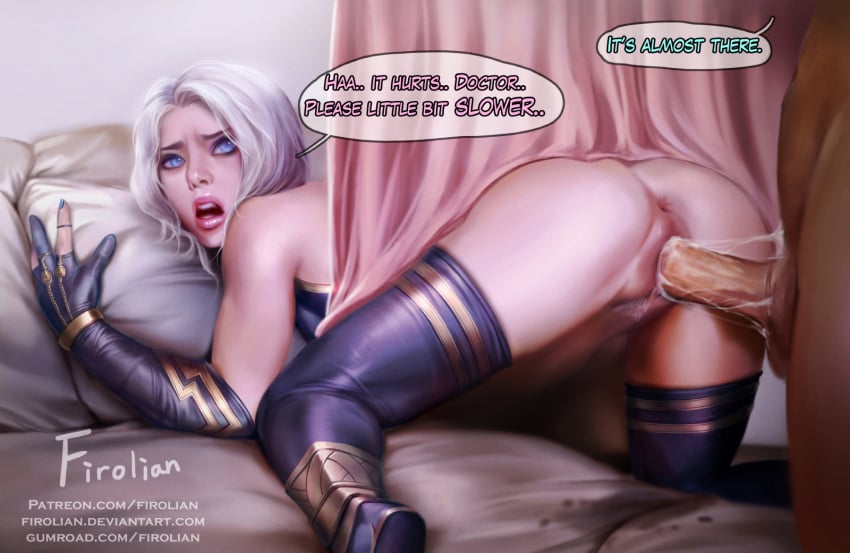 HAA.. IT HURTS.. DOCTOR..
PLEASE LITTLE BIT SLOWER..
IT'S ALMOST THERE.
Firolian
PATREON.COM/FIROLIAN
FIROLIAN.DEVIANTART.COM
GUMROAD.COM/FIROLIAN